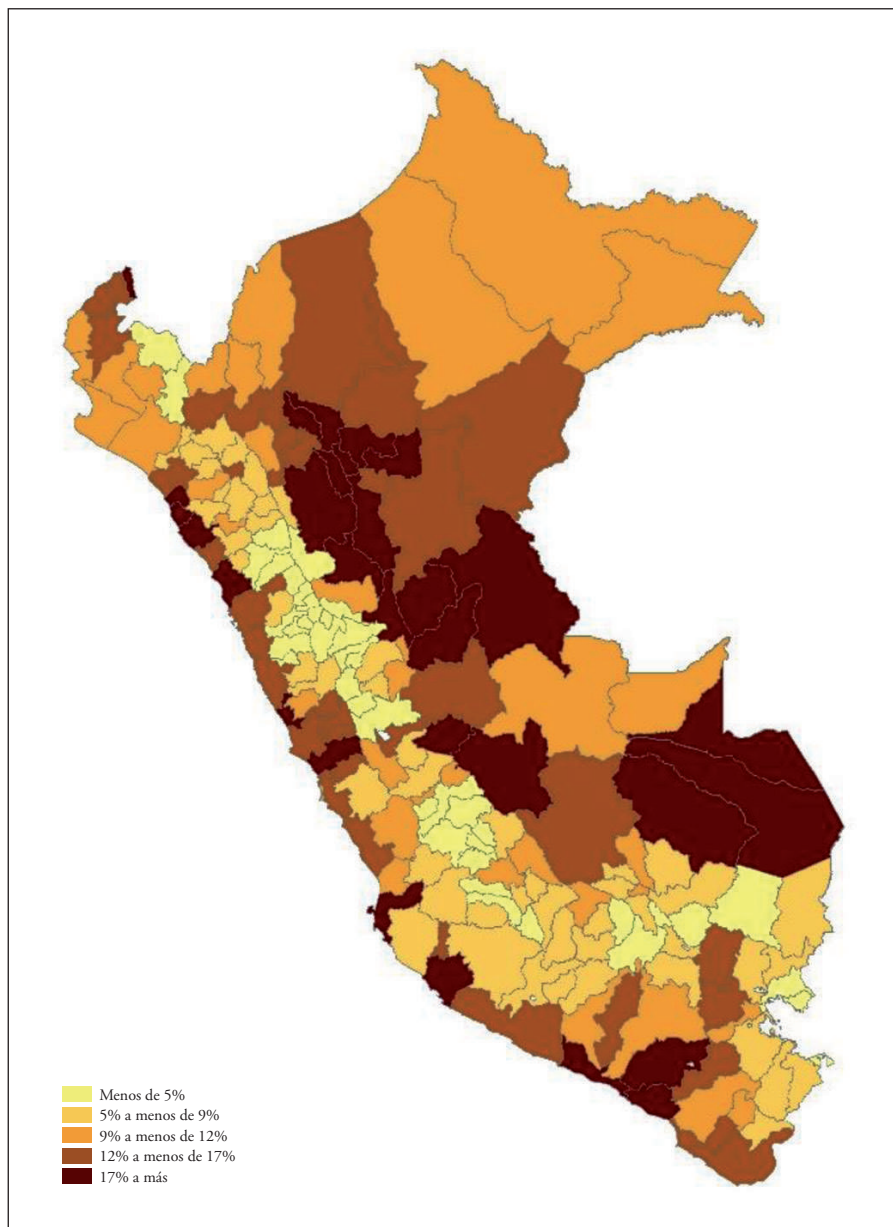 Menos de 5%
5% a menos de 9%
9% a menos de 12%
12% a menos de 17%
17% a más